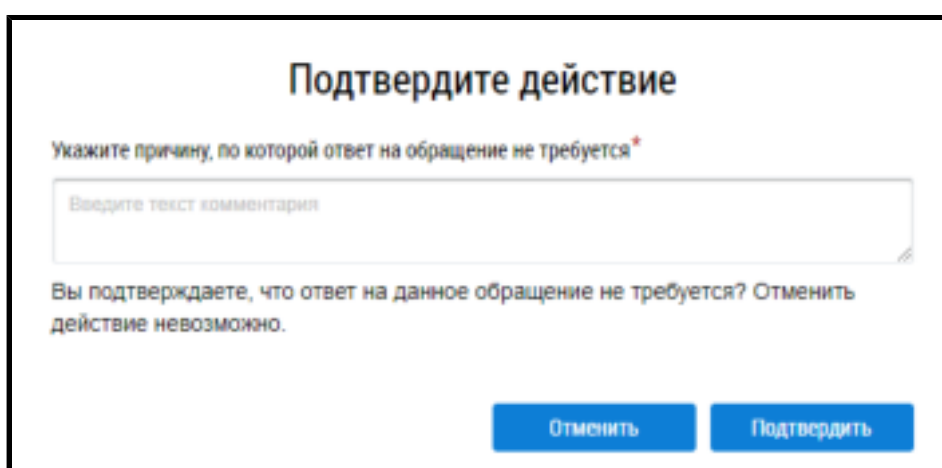 Подтвердите действие
Укажите причину, по которой ответ на обращение не требуется*
Введите текст комментария
Вы подтверждаете, что ответ на данное обращение не требуется? Отменить
действие невозможно.
Отменить Подтвердить